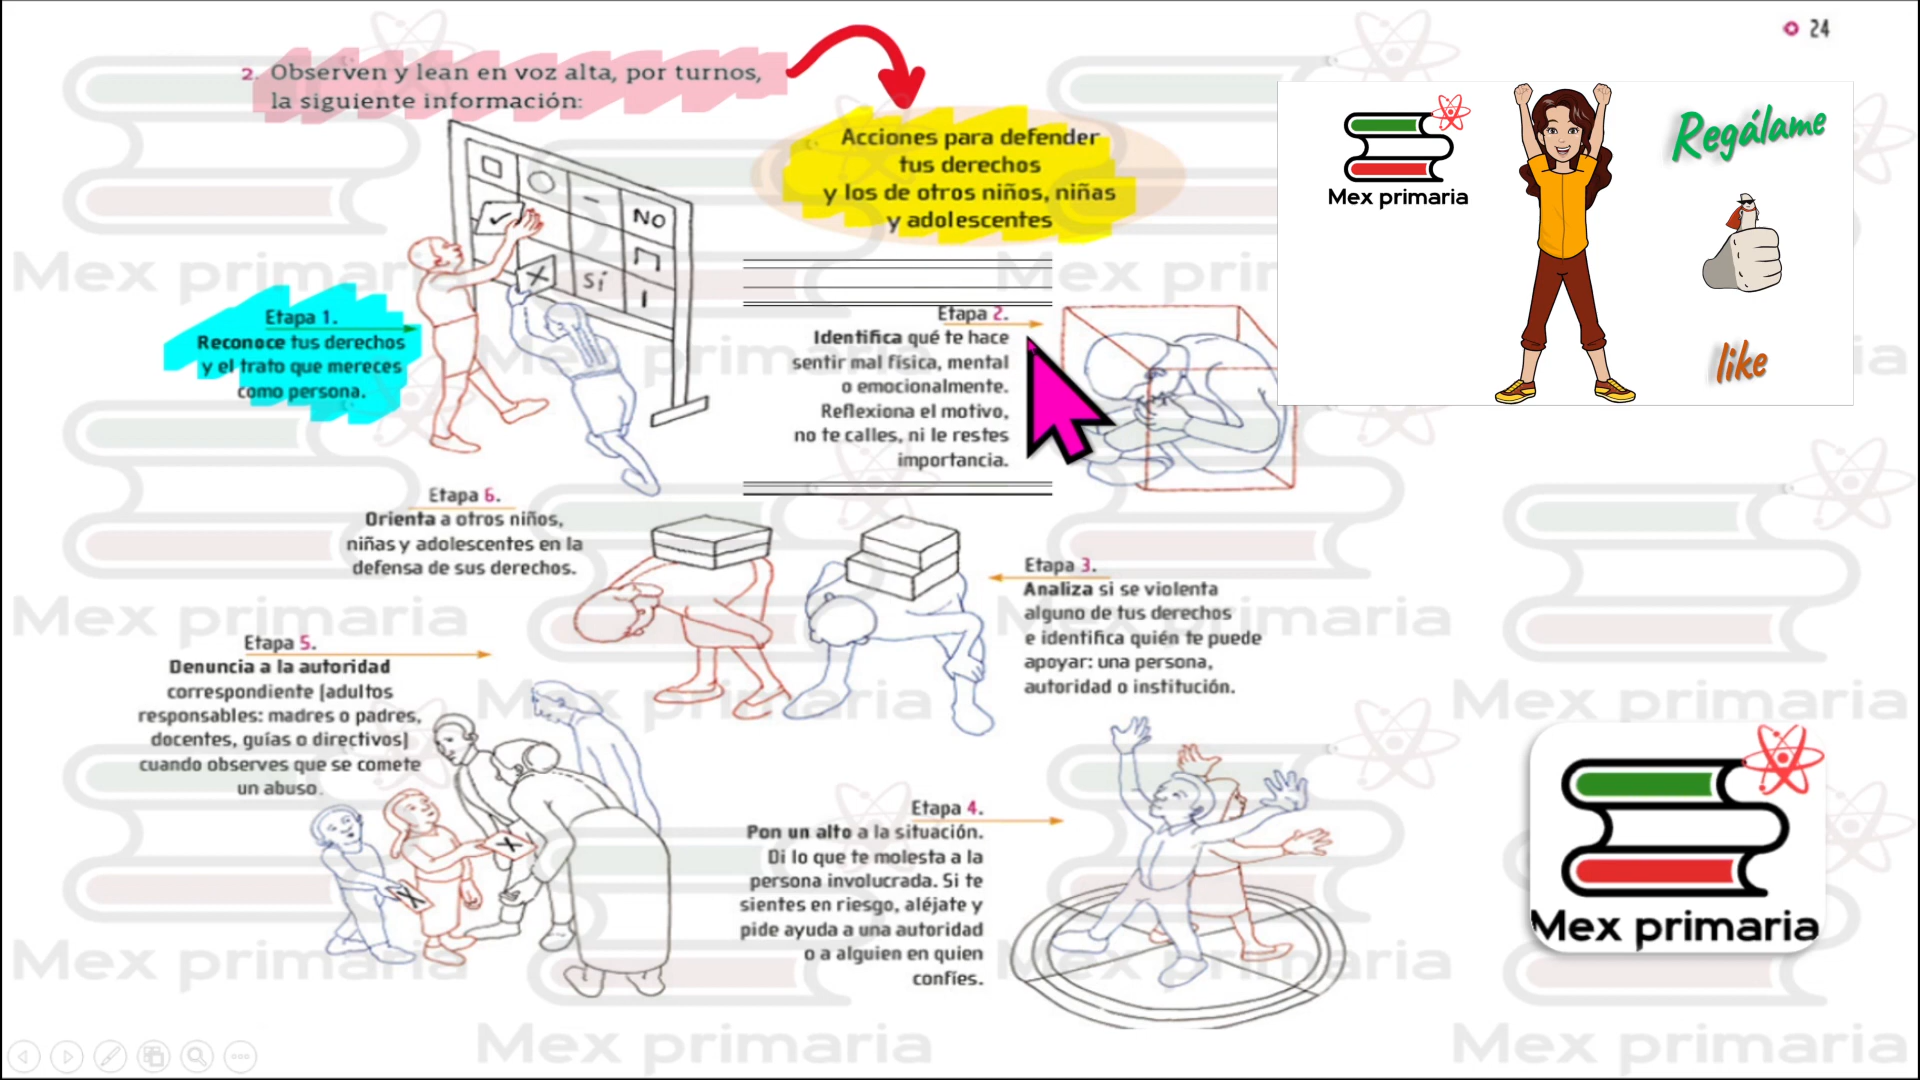 24
2. Observen y lean en voz alta, por turnos,
la siguiente información:
Acciones para defender
tus derechos
y los de otros niños, niñas
y adolescentes
No
Sí
Etapa 1.
Reconoce tus derechos
y el trato que mereces
como persona.
Etapa 2.
Identifica qué te hace
sentir mal física, mental
o emocionalmente.
Reflexiona el motivo,
no te calles, ni le restes
importancia.
Etapa 6.
Orienta a otros niños,
niñas y adolescentes en la
defensa de sus derechos.
Etapa 3.
Analiza si se violenta
alguno de tus derechos
e identifica quién te puede
apoyar: una persona,
autoridad o institución.
Etapa 5.
Denuncia a la autoridad
correspondiente (adultos
responsables: madres o padres,
docentes, guías o directivos)
cuando observes que se comete
un abuso.
Etapa 4.
Pon un alto a la situación.
Di lo que te molesta a la
persona involucrada. Si te
sientes en riesgo, aléjate y
pide ayuda a una autoridad
o a alguien en quien
confíes.
Mex primaria
Regálame
like
Mex primaria